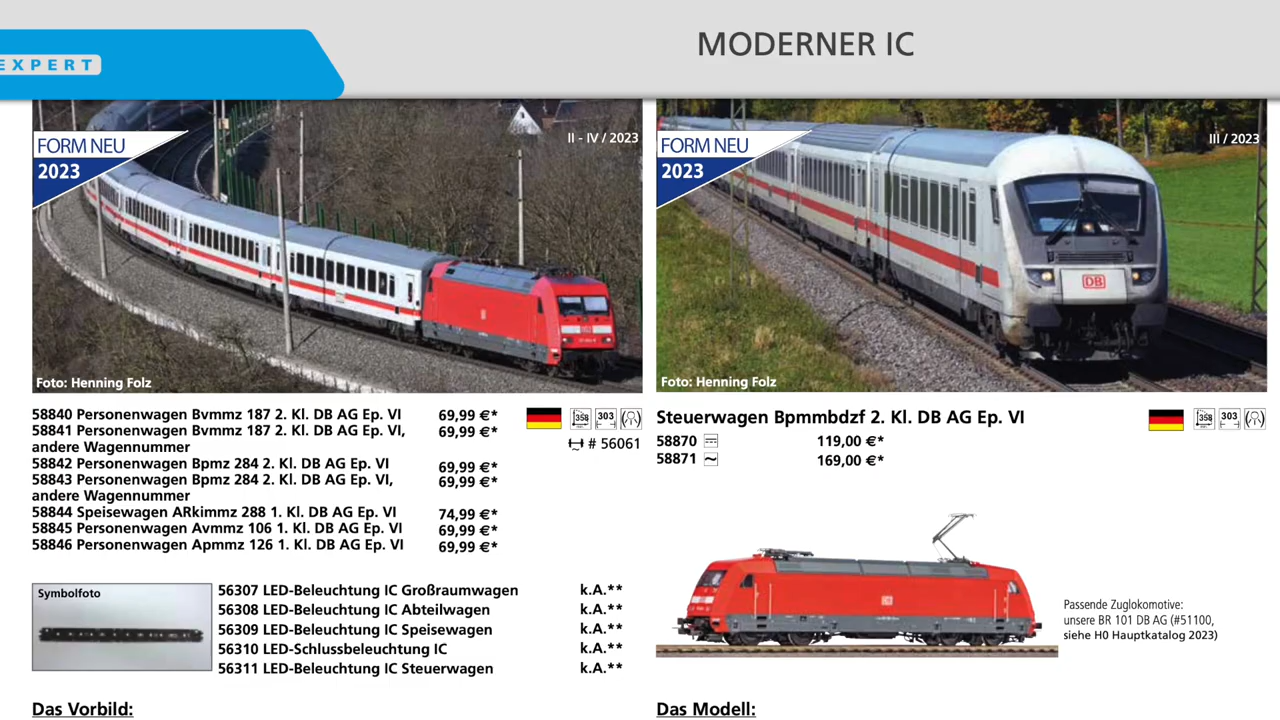 EXPERT
MODERNER IC
FORM NEU
2023
II - IV / 2023
Foto: Henning Folz
58840 Personenwagen Bvmmz 187 2. Kl. DB AG Ep. VI 69,99 €*
58841 Personenwagen Bvmmz 187 2. Kl. DB AG Ep. VI, 69,99 €*
andere Wagennummer
58842 Personenwagen Bpmz 284 2. Kl. DB AG Ep. VI 69,99 €*
58843 Personenwagen Bpmz 284 2. Kl. DB AG Ep. VI, 69,99 €*
andere Wagennummer
58844 Speisewagen ARkimmz 288 1. Kl. DB AG Ep. VI 74,99 €*
58845 Personenwagen Avmmz 106 1. Kl. DB AG Ep. VI 69,99 €*
58846 Personenwagen Apmmz 126 1. Kl. DB AG Ep. VI 69,99 €*
358 303
# 56061
Symbolfoto
56307 LED-Beleuchtung IC Großraumwagen k.A.**
56308 LED-Beleuchtung IC Abteilwagen k.A.**
56309 LED-Beleuchtung IC Speisewagen k.A.**
56310 LED-Schlussbeleuchtung IC k.A.**
56311 LED-Beleuchtung IC Steuerwagen k.A.**
Das Vorbild:
FORM NEU
2023
III / 2023
DB
Foto: Henning Folz
Steuerwagen Bpmmbdzf 2. Kl. DB AG Ep. VI
358 303
58870 119,00 €*
58871 169,00 €*
Passende Zuglokomotive:
unsere BR 101 DB AG (#51100,
siehe H0 Hauptkatalog 2023)
Das Modell: